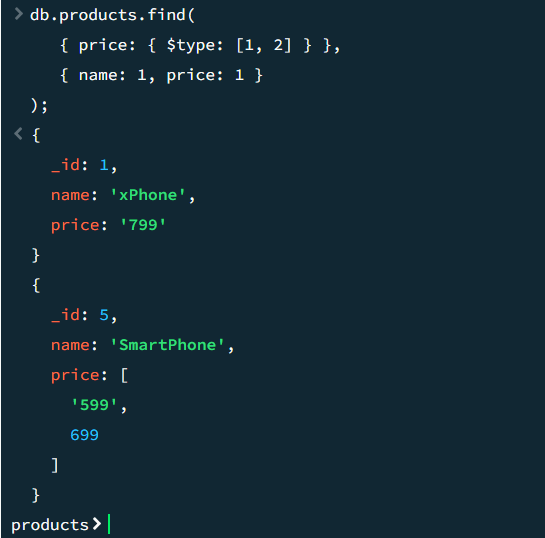 > db.products.find(
{ price: { $type: [1, 2] } },
{ name: 1, price: 1 }
);
< {
_id: 1,
name: 'xPhone',
price: '799'
}
{
_id: 5,
name: 'SmartPhone',
price: [
'599',
699
]
}
products>